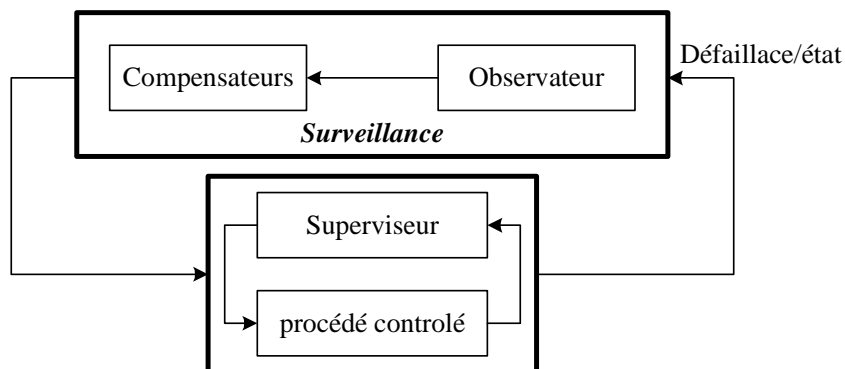 Défaillace/état
Compensateurs
Observateur
Surveillance
Superviseur
procédé controlé